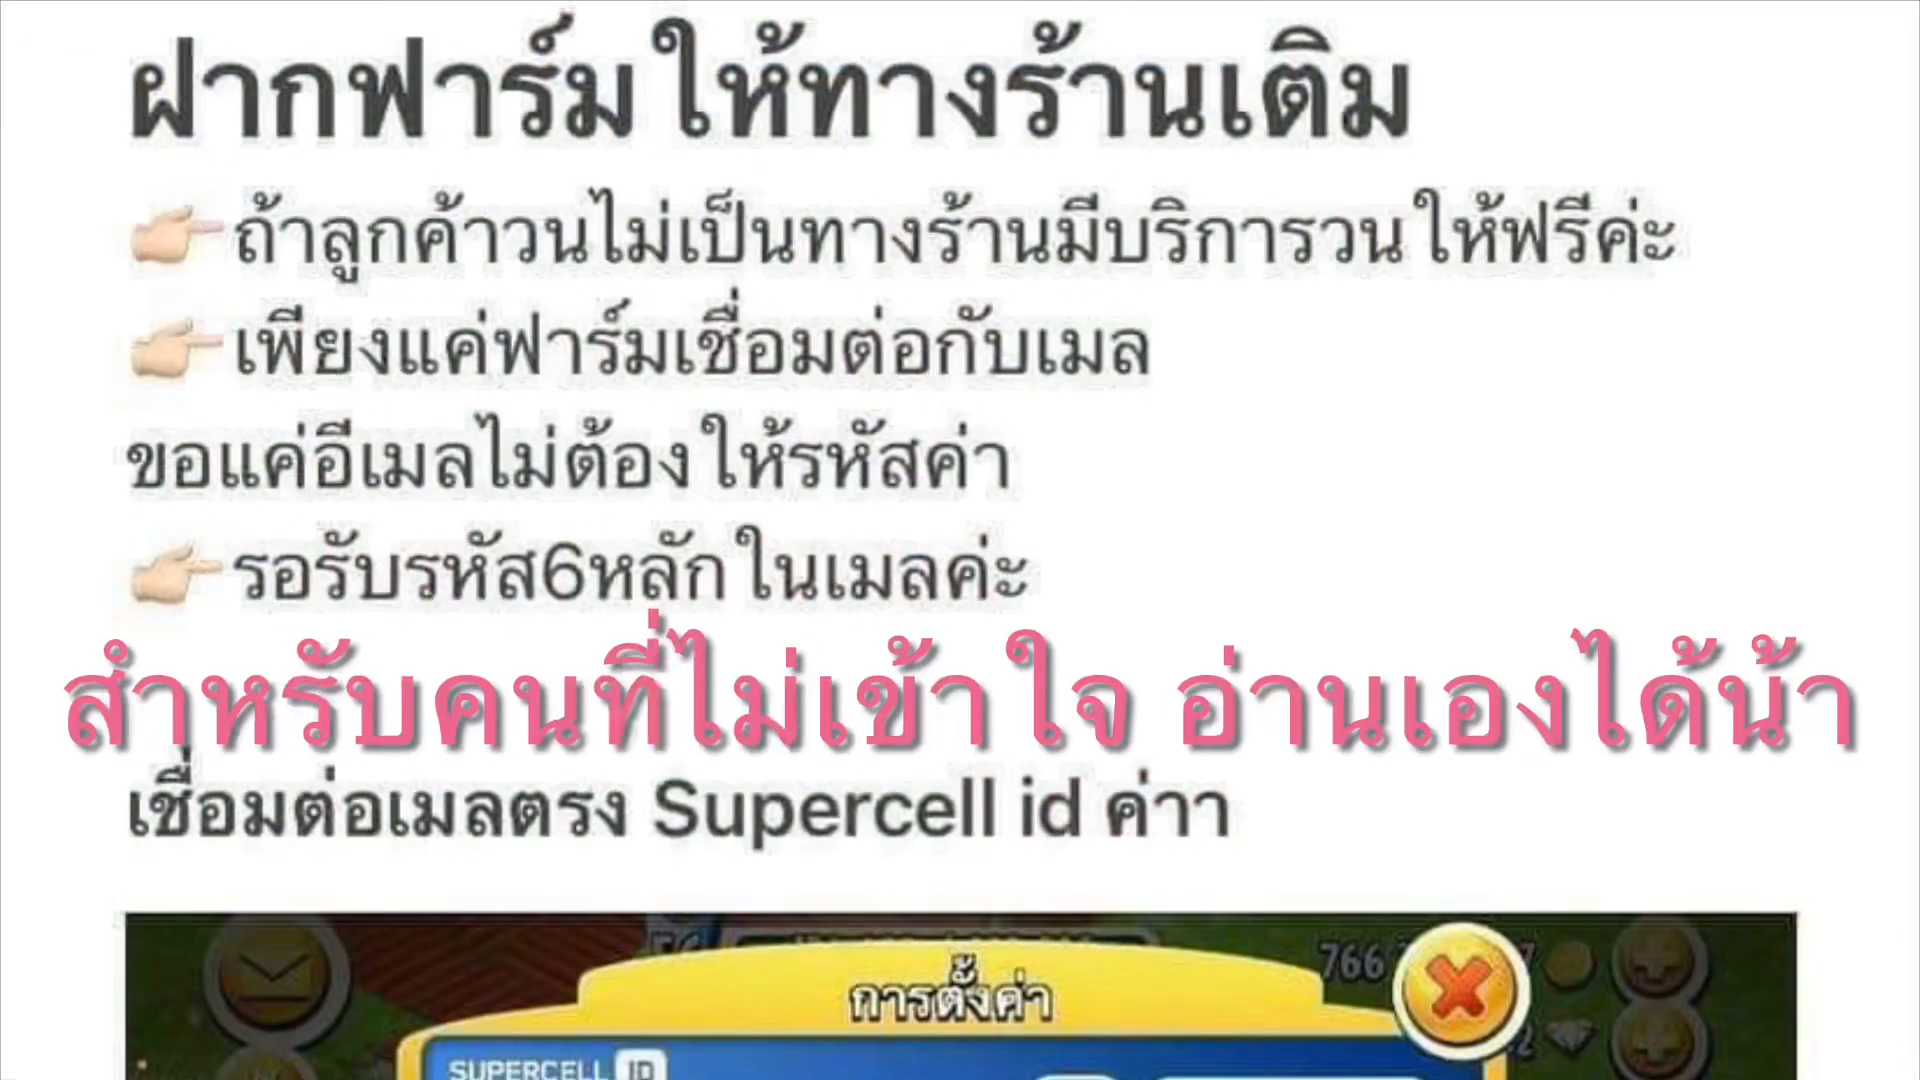 ฝากฟาร์มให้ทางร้านเติม
ถ้าลูกค้าวนไม่เป็นทางร้านมีบริการวนให้ฟรีค่ะ
เพียงแค่ฟาร์มเชื่อมต่อกับเมล
ขอแค่อีเมลไม่ต้องให้รหัสค่า
รอรับรหัส6หลักในเมลค่ะ
สำหรับคนที่ไม่เข้าใจ อ่านเองได้น้า
เชื่อมต่อเมลตรง Supercell id ค่าา
766
การตั้งค่า
SUPERCELL ID